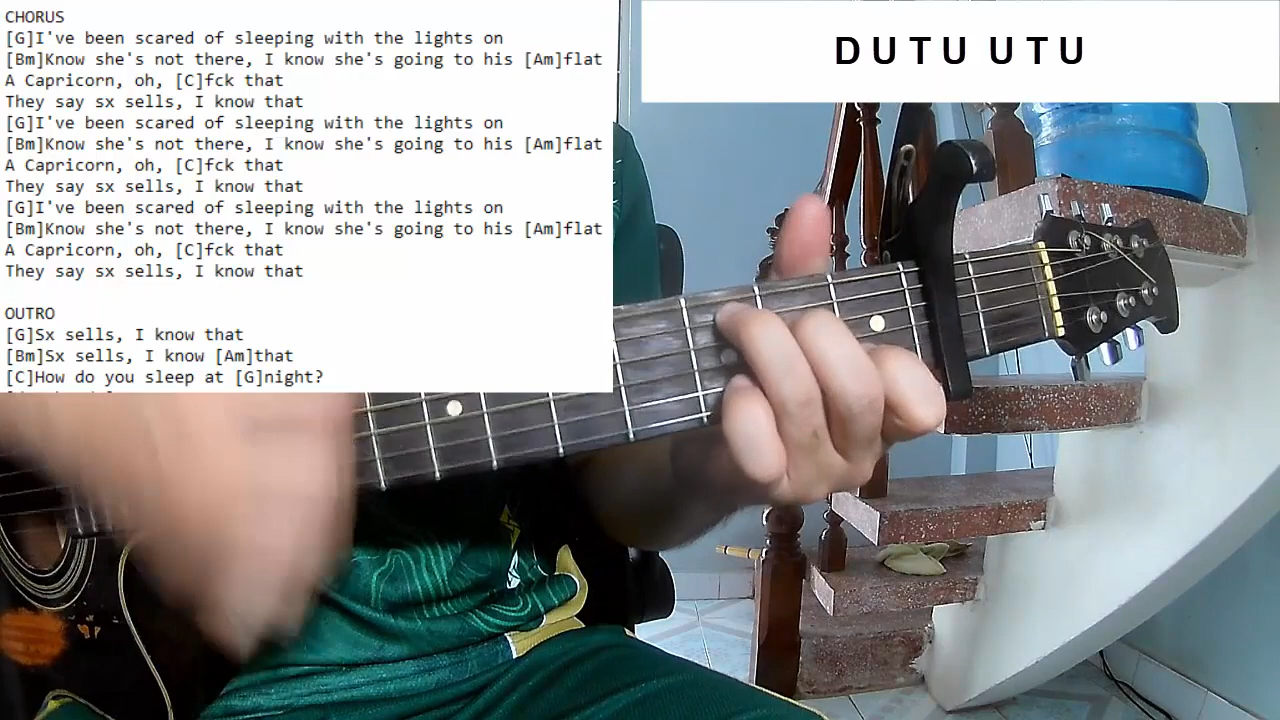 CHORUS
[G]I've been scared of sleeping with the lights on
[Bm]Know she's not there, I know she's going to his [Am]flat
A Capricorn, oh, [C]fck that
They say sx sells, I know that
[G]I've been scared of sleeping with the lights on
[Bm]Know she's not there, I know she's going to his [Am]flat
A Capricorn, oh, [C]fck that
They say sx sells, I know that
[G]I've been scared of sleeping with the lights on
[Bm]Know she's not there, I know she's going to his [Am]flat
A Capricorn, oh, [C]fck that
They say sx sells, I know that
OUTRO
[G]Sx sells, I know that
[Bm]Sx sells, I know [Am]that
[C]How do you sleep at [G]night?
D U T U U T U